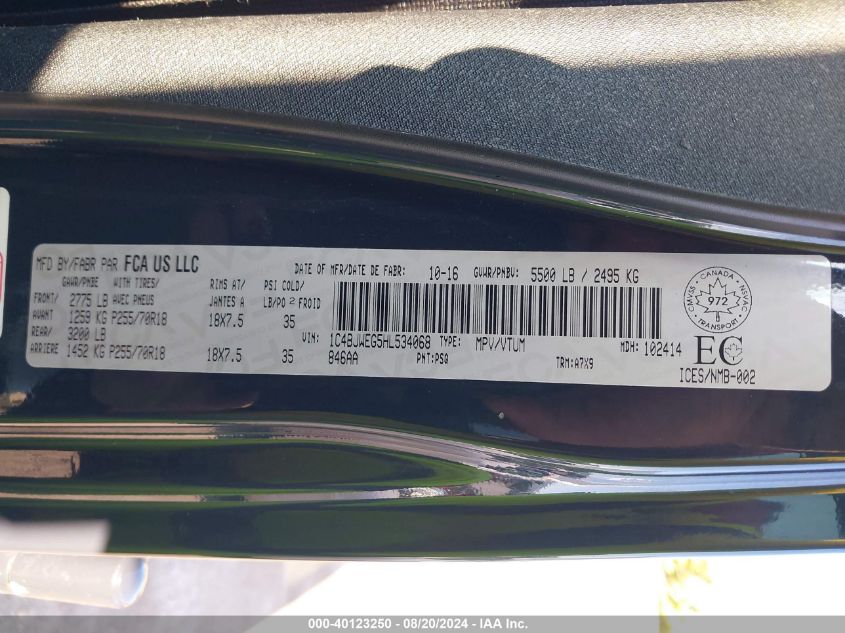 MFD BY/FABR PAR FCA US LLC
DATE OF MFR/DATE DE FABR: 10-16 GVWR/PNBV: 5500 LB / 2495 KG
GAWR/PNBE WITH TIRES/ RIMS AT/ PSI COLD/
FRONT/ 2775 LB AVEC PNEUS JANTES A LB/PO² FROID
AVANT 1259 KG P255/70R18 18X7.5 35
REAR/ 3200 LB
ARRIERE 1452 KG P255/70R18 18X7.5 35
VIN: 1C4BJWEG5HL534068 TYPE: MPV/VTUM MDH: 102414
846AA PNT:PSQ TRM:A7X9
CMVSS · CANADA · NSVAC
972
TRANSPORT
EC
ICES/NMB-002
000-40123250 | 08/20/2024 - IAA Inc.